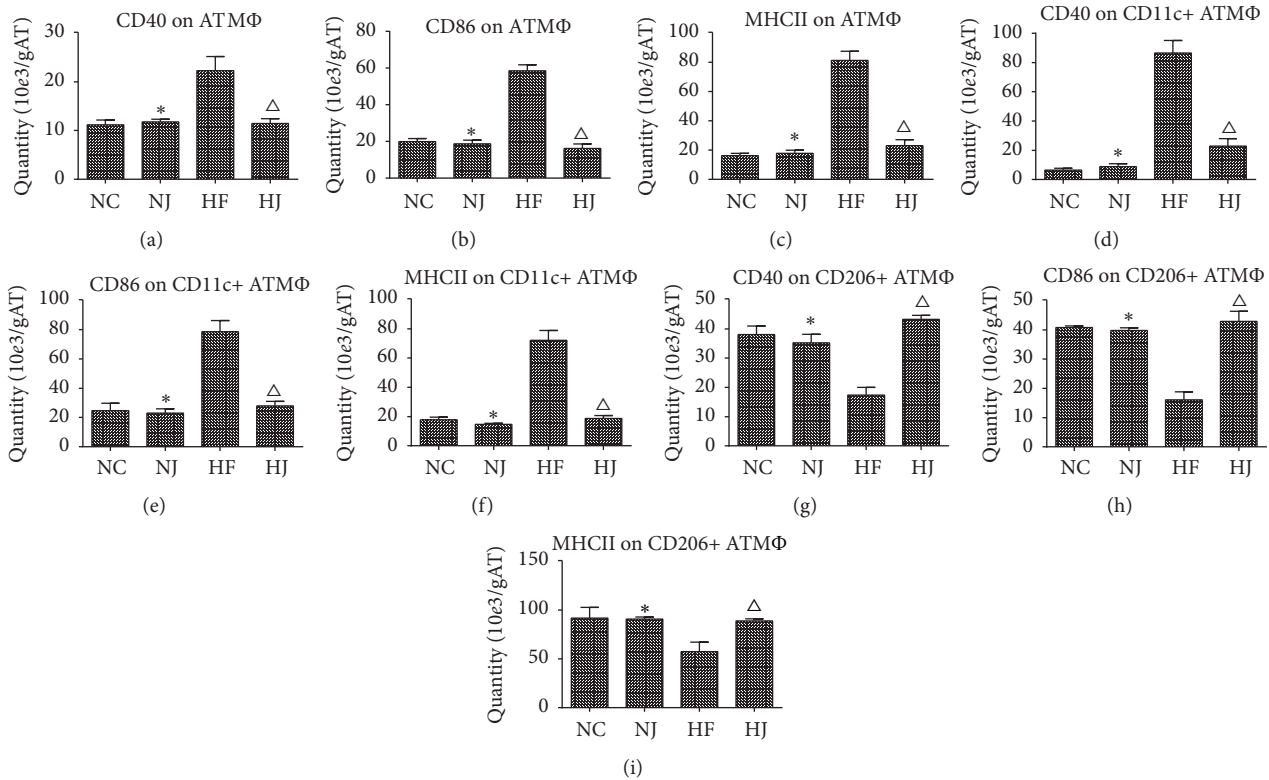 CD40 on ATMΦ
Quantity (10e3/gAT)
30
20
10
0
*
△
NC NJ HF HJ
(a)
CD86 on ATMΦ
Quantity (10e3/gAT)
80
60
40
20
0
*
△
NC NJ HF HJ
(b)
MHCII on ATMΦ
Quantity (10e3/gAT)
100
80
60
40
20
0
*
△
NC NJ HF HJ
(c)
CD40 on CD11c+ ATMΦ
Quantity (10e3/gAT)
100
80
60
40
20
0
*
△
NC NJ HF HJ
(d)
CD86 on CD11c+ ATMΦ
Quantity (10e3/gAT)
100
80
60
40
20
0
*
△
NC NJ HF HJ
(e)
MHCII on CD11c+ ATMΦ
Quantity (10e3/gAT)
100
80
60
40
20
0
*
△
NC NJ HF HJ
(f)
CD40 on CD206+ ATMΦ
Quantity (10e3/gAT)
50
40
30
20
10
0
*
△
NC NJ HF HJ
(g)
CD86 on CD206+ ATMΦ
Quantity (10e3/gAT)
50
40
30
20
10
0
*
△
NC NJ HF HJ
(h)
MHCII on CD206+ ATMΦ
Quantity (10e3/gAT)
150
100
50
0
*
△
NC NJ HF HJ
(i)